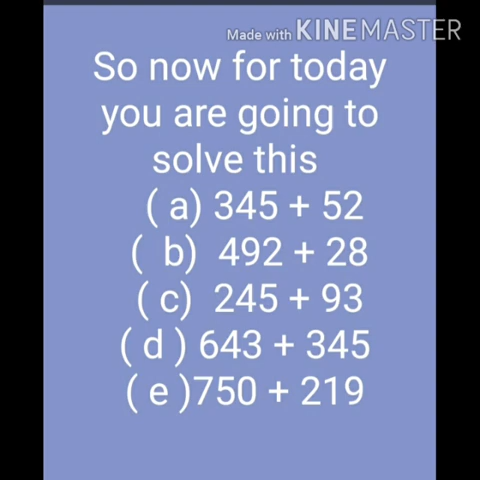 Made with KINEMASTER
So now for today
you are going to
solve this
( a) 345 + 52
( b) 492 + 28
( c) 245 + 93
( d ) 643 + 345
( e )750 + 219